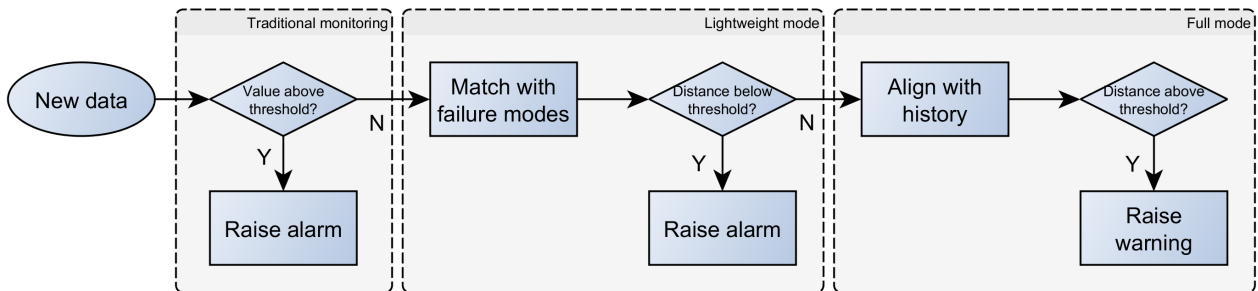 Traditional monitoring
Lightweight mode
Full mode
New data
Value above
threshold?
N
Match with
failure modes
Distance below
threshold?
N
Align with
history
Distance above
threshold?
Y
Y
Y
Raise alarm
Raise alarm
Raise
warning